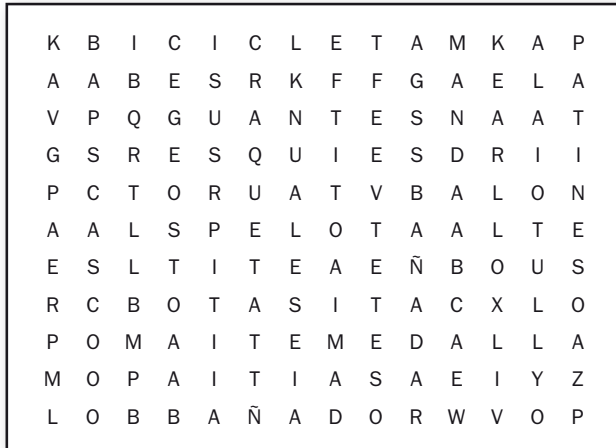 K B I C I C L E T A M K A P
A A B E S R K F F G A E L A
V P Q G U A N T E S N A A T
G S R E S Q U I E S D R I I
P C T O R U A T V B A L O N
A A L S P E L O T A A L T E
E S L T I T E A E Ñ B O U S
R C B O T A S I T A C X L O
P O M A I T E M E D A L L A
M O P A I T I A S A E I Y Z
L O B B A Ñ A D O R W V O P